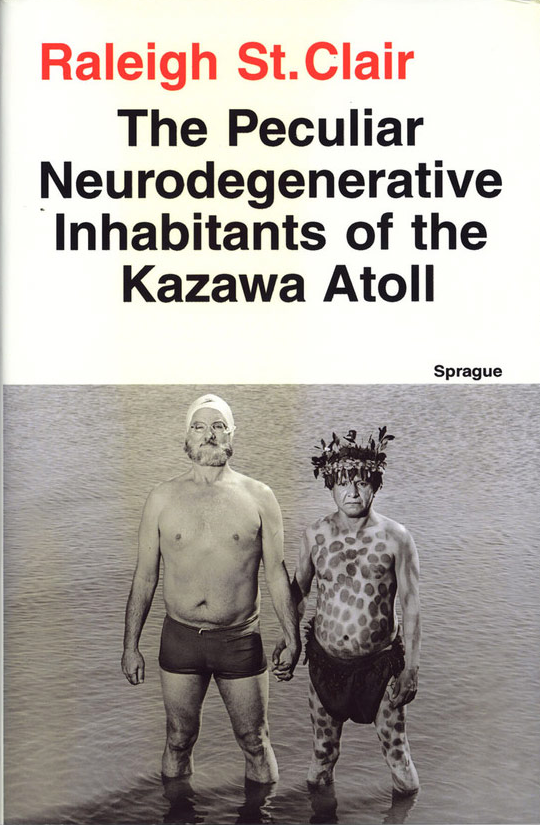 Raleigh St. Clair
The Peculiar
Neurodegenerative
Inhabitants of the
Kazawa Atoll
Sprague